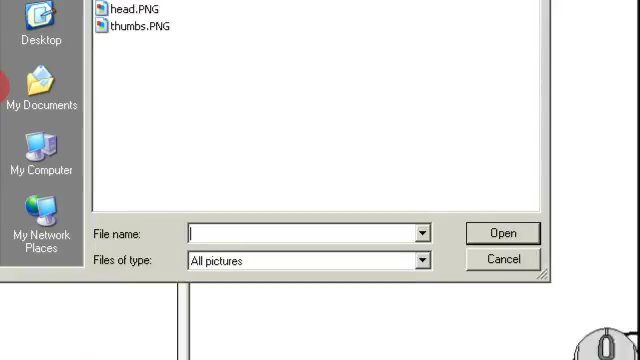 head.PNG
thumbs.PNG
Desktop
My Documents
My Computer
My Network
Places
File name:
Open
Files of type:
All pictures
Cancel